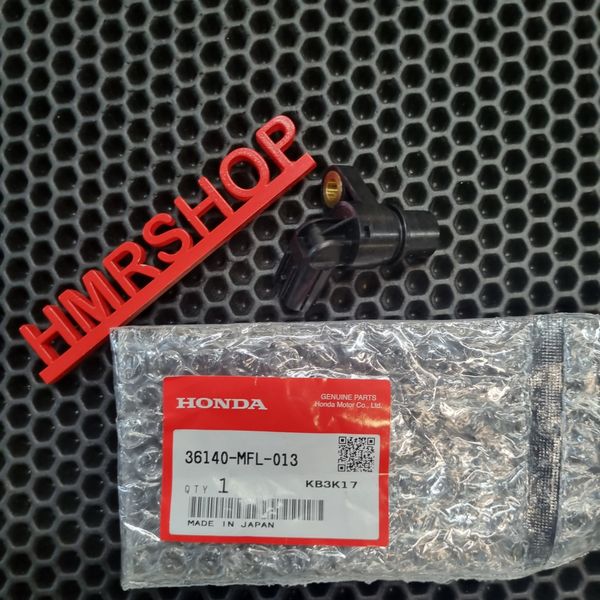 HMRSHOP
HONDA
GENUINE PARTS
Honda Motor Co., Ltd.
36140-MFL-013
QTY 1
KB3K17
MADE IN JAPAN